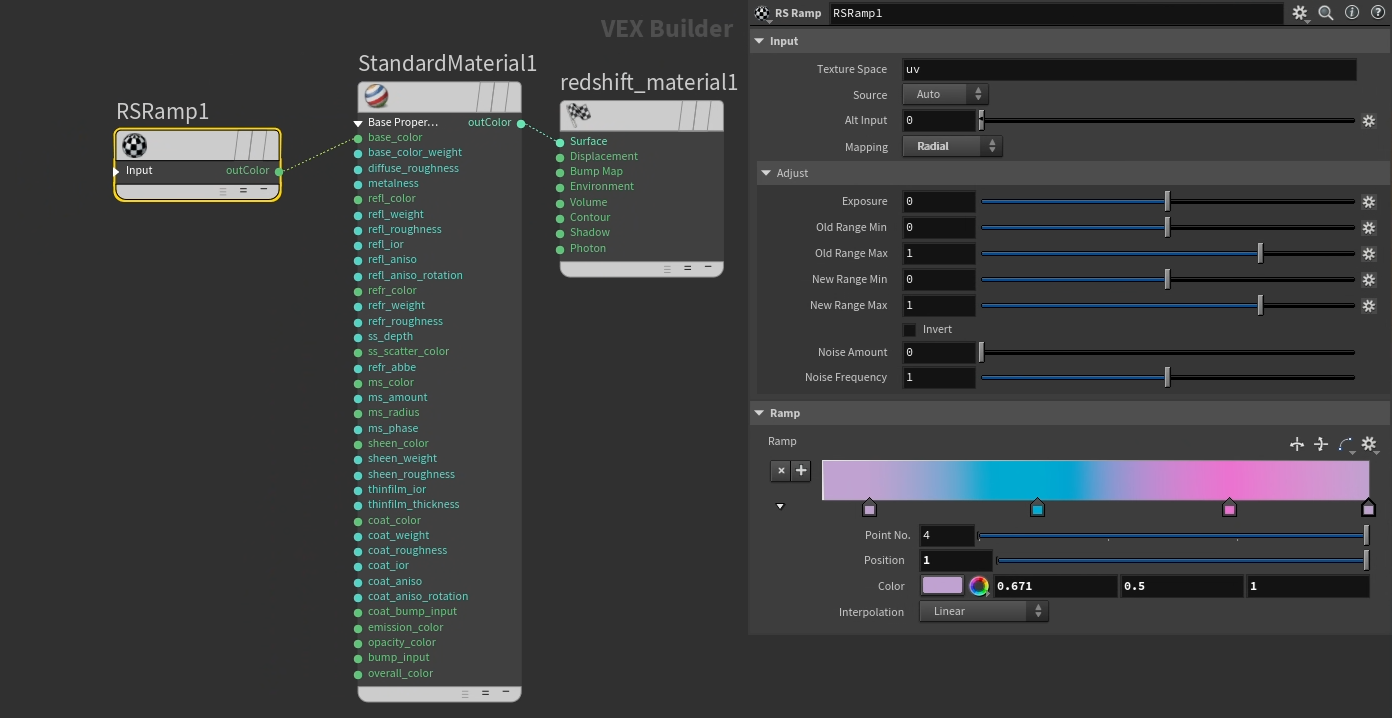 VEX Builder
RSRamp1
Input
outColor
StandardMaterial1
Base Proper...
outColor
base_color
base_color_weight
diffuse_roughness
metalness
refl_color
refl_weight
refl_roughness
refl_ior
refl_aniso
refl_aniso_rotation
refr_color
refr_weight
refr_roughness
ss_depth
ss_scatter_color
refr_abbe
ms_color
ms_amount
ms_radius
ms_phase
sheen_color
sheen_weight
sheen_roughness
thinfilm_ior
thinfilm_thickness
coat_color
coat_weight
coat_roughness
coat_ior
coat_aniso
coat_aniso_rotation
coat_bump_input
emission_color
opacity_color
bump_input
overall_color
redshift_material1
Surface
Displacement
Bump Map
Environment
Volume
Contour
Shadow
Photon
RS Ramp RSRamp1
Input
Texture Space uv
Source Auto
Alt Input 0
Mapping Radial
Adjust
Exposure 0
Old Range Min 0
Old Range Max 1
New Range Min 0
New Range Max 1
Invert
Noise Amount 0
Noise Frequency 1
Ramp
Ramp
Point No. 4
Position 1
Color 0.671 0.5 1
Interpolation Linear